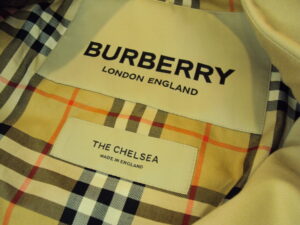 BURBERRY
LONDON ENGLAND
THE CHELSEA
MADE IN ENGLAND